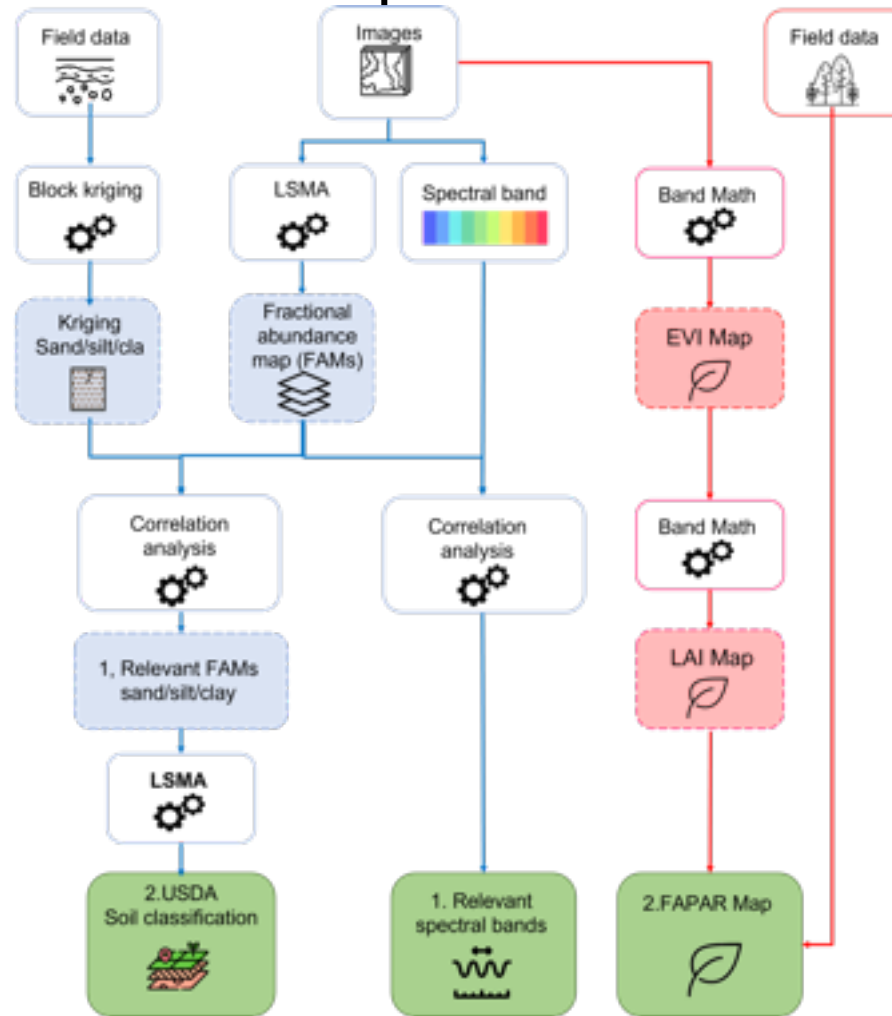 Field data
Images
Field data
Block kriging
LSMA
Spectral band
Band Math
Kriging
Sand/silt/cla
Fractional
abundance
map (FAMs)
EVI Map
Correlation
analysis
Correlation
analysis
Band Math
1, Relevant FAMs
sand/silt/clay
LAI Map
LSMA
2.USDA
Soil classification
1. Relevant
spectral bands
2.FAPAR Map